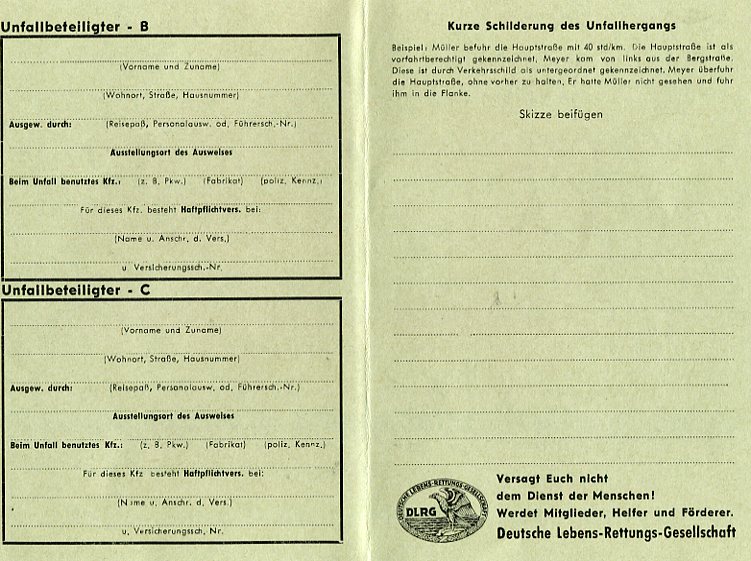 Unfallbeteiligter - B
(Vorname und Zuname)
(Wohnort, Straße, Hausnummer)
Ausgew. durch: (Reisepaß, Personalausw. od. Führersch.-Nr.)
Ausstellungsort des Ausweises
Beim Unfall benutztes Kfz.: (z. B. Pkw.) (Fabrikat) (poliz. Kennz.)
Für dieses Kfz. besteht Haftpflichtvers. bei:
(Name u. Anschr. d. Vers.)
u. Versicherungssch.-Nr.
Unfallbeteiligter - C
(Vorname und Zuname)
(Wohnort, Straße, Hausnummer)
Ausgew. durch: (Reisepaß, Personalausw. od. Führersch.-Nr.)
Ausstellungsort des Ausweises
Beim Unfall benutztes Kfz.: (z. B. Pkw.) (Fabrikat) (poliz. Kennz.)
Für dieses Kfz besteht Haftpflichtvers. bei:
(Name u. Anschr. d. Vers.)
u. Versicherungssch. Nr.
Kurze Schilderung des Unfallhergangs
Beispiel: Müller befuhr die Hauptstraße mit 40 std/km. Die Hauptstraße ist als
vorfahrtberechtigt gekennzeichnet. Meyer kam von links aus der Bergstraße.
Diese ist durch Verkehrsschild als untergeordnet gekennzeichnet. Meyer überfuhr
die Hauptstraße, ohne vorher zu halten. Er hatte Müller nicht gesehen und fuhr
ihm in die Flanke.
Skizze beifügen
DEUTSCHE LEBENS-RETTUNGS-GESELLSCHAFT
DLRG
Versagt Euch nicht
dem Dienst der Menschen!
Werdet Mitglieder, Helfer und Förderer.
Deutsche Lebens-Rettungs-Gesellschaft